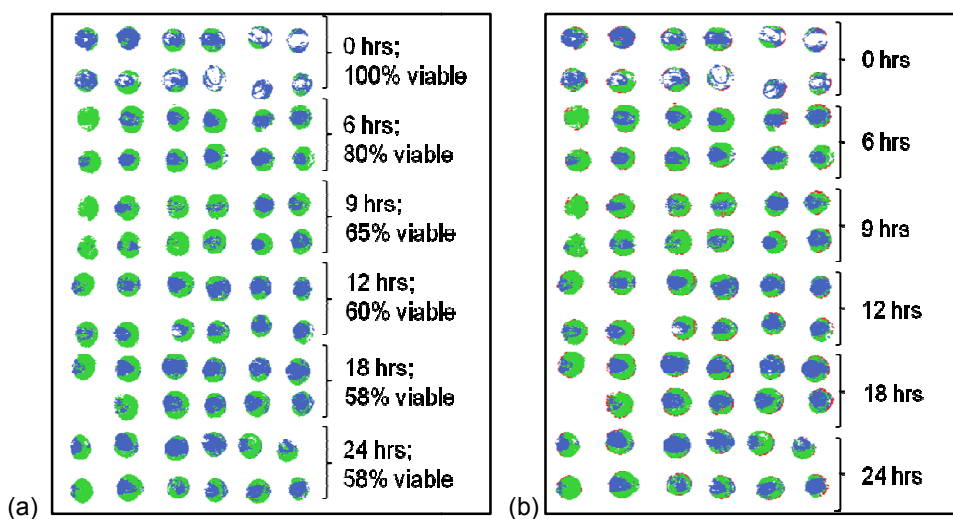 0 hrs;
100% viable
6 hrs;
80% viable
9 hrs;
65% viable
12 hrs;
60% viable
18 hrs;
58% viable
24 hrs;
58% viable
(a)
0 hrs
6 hrs
9 hrs
12 hrs
18 hrs
24 hrs
(b)